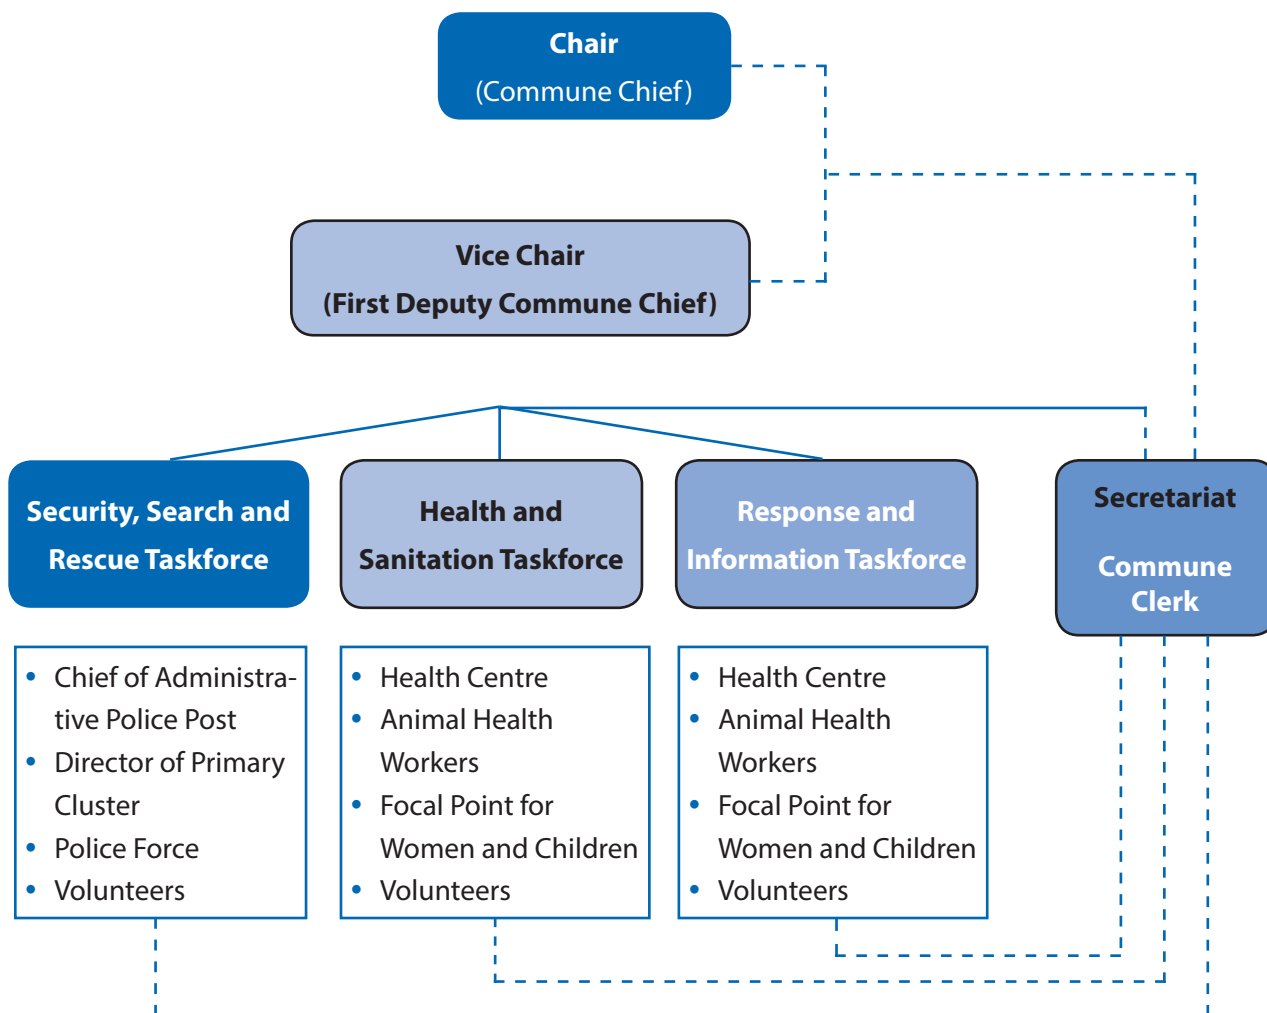 Chair
(Commune Chief)
Vice Chair
(First Deputy Commune Chief)
Security, Search and
Rescue Taskforce
Health and
Sanitation Taskforce
Response and
Information Taskforce
Secretariat
Commune
Clerk
• Chief of Administra-
tive Police Post
• Director of Primary
Cluster
• Police Force
• Volunteers
• Health Centre
• Animal Health
Workers
• Focal Point for
Women and Children
• Volunteers
• Health Centre
• Animal Health
Workers
• Focal Point for
Women and Children
• Volunteers